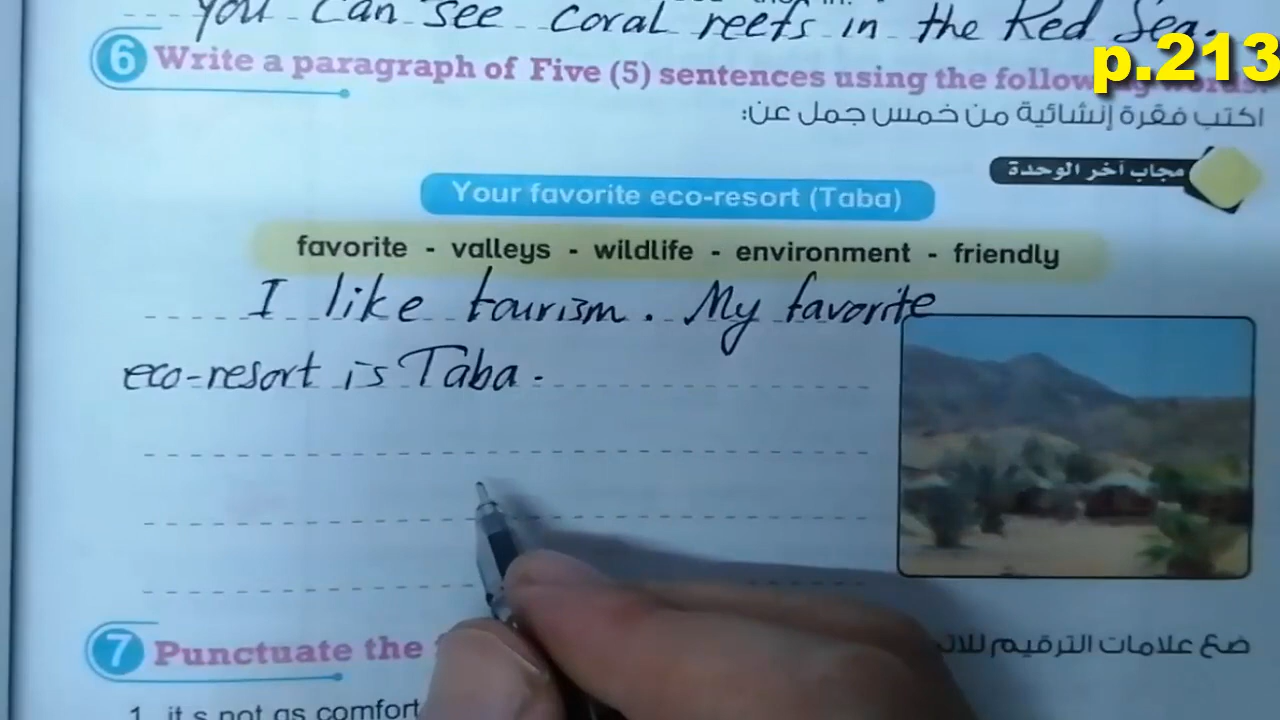 You can see coral reefs in the Red Sea.
p.213
6 Write a paragraph of Five (5) sentences using the following words:
اكتب فقرة إنشائية من خمس جمل عن:
مجاب آخر الوحدة
Your favorite eco-resort (Taba)
favorite - valleys - wildlife - environment - friendly
I like tourism. My favorite
eco-resort is Taba.
7 Punctuate the
ضع علامات الترقيم
1. it s not as comfort